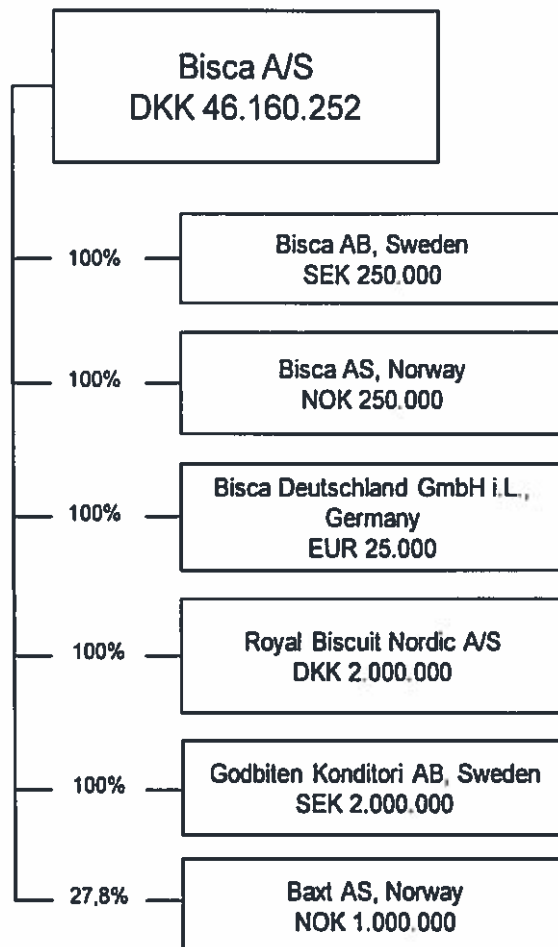 Bisca A/S
DKK 46.160.252
100%
Bisca AB, Sweden
SEK 250.000
100%
Bisca AS, Norway
NOK 250.000
100%
Bisca Deutschland GmbH i.L.,
Germany
EUR 25.000
100%
Royal Biscuit Nordic A/S
DKK 2.000.000
100%
Godbiten Konditori AB, Sweden
SEK 2.000.000
27,8%
Baxt AS, Norway
NOK 1.000.000